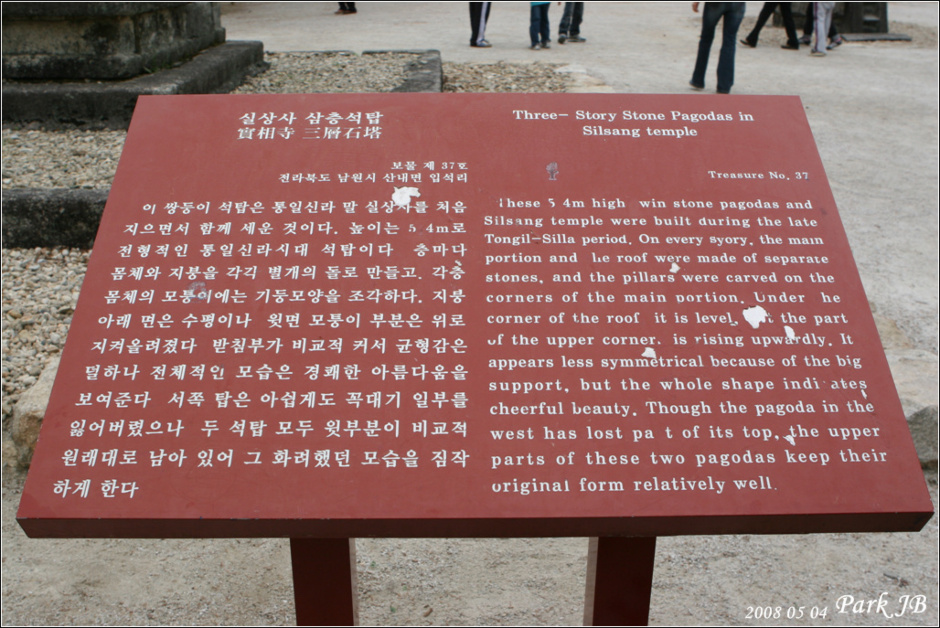 실상사 삼층석탑
實相寺 三層石塔
보물 제 37호
전라북도 남원시 산내면 입석리
이 쌍둥이 석탑은 통일신라 말 실상사를 처음
지으면서 함께 세운 것이다. 높이는 5 4m로
전형적인 통일신라시대 석탑이다 층마다
몸체와 지붕을 각각 별개의 돌로 만들고. 각층
몸체의 모퉁이에는 기둥모양을 조각하다. 지붕
아래 면은 수평이나 윗면 모퉁이 부분은 위로
지켜올려졌다 받침부가 비교적 커서 균형감은
덜하나 전체적인 모습은 경쾌한 아름다움을
보여준다 서쪽 탑은 아쉽게도 꼭대기 일부를
잃어버렸으나 두 석탑 모두 윗부분이 비교적
원래대로 남아 있어 그 화려했던 모습을 짐작
하게 한다
Three- Story Stone Pagodas in
Silsang temple
Treasure No. 37
These 5 4m high win stone pagodas and
Silsang temple were built during the late
Tongil-Silla period. On every syory, the main
portion and he roof were made of separate
stones, and the pillars were carved on the
corners of the main portion. Under he
corner of the roof it is level, the part
of the upper corner. is rising upwardly. It
appears less symmetrical because of the big
support, but the whole shape indi ates
cheerful beauty. Though the pagoda in the
west has lost pa t of its top, the upper
parts of these two pagodas keep their
original form relatively well.
2008 05 04 Park JB